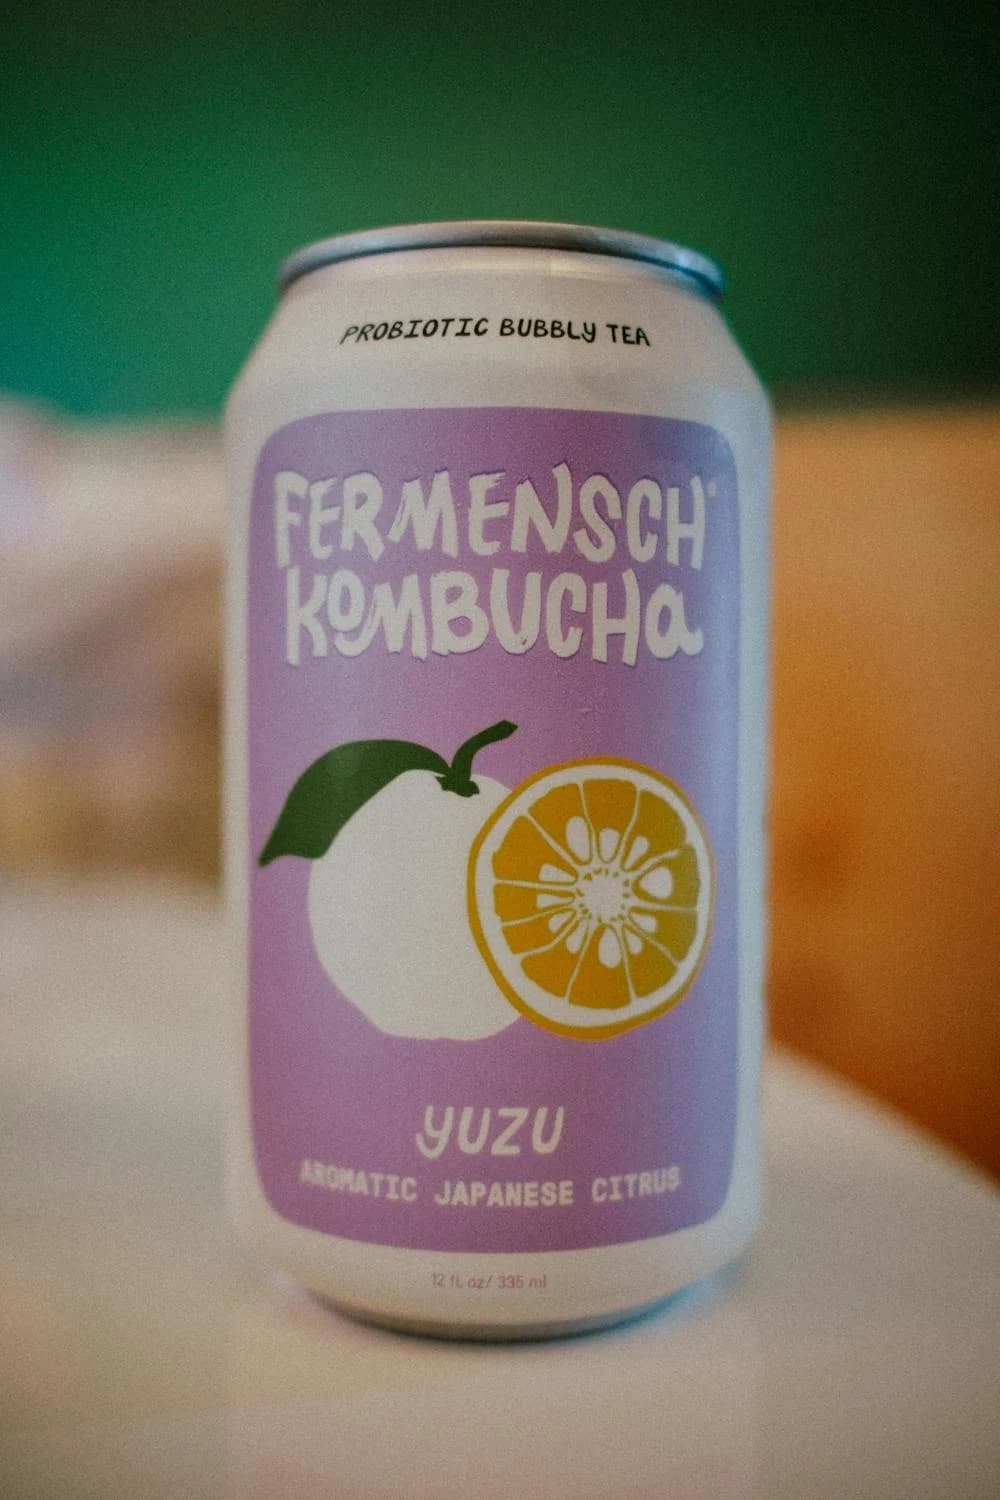 PROBIOTIC BUBBLY TEA
FERMENSCH
KOMBUCHA
YUZU
AROMATIC JAPANESE CITRUS
12 fl oz/ 335 ml